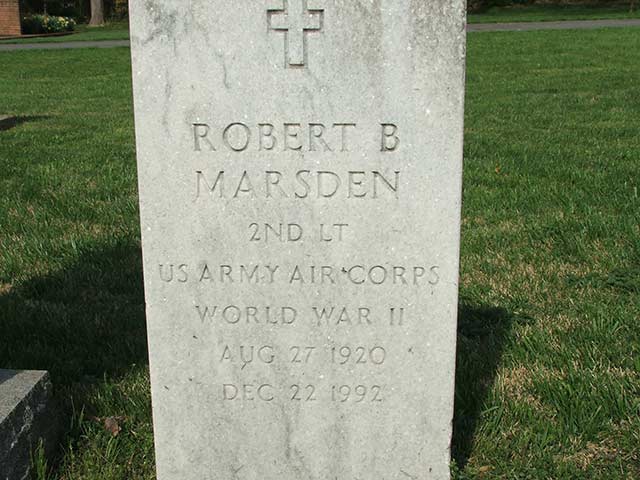 ROBERT B
MARSDEN
2ND LT
US ARMY AIR CORPS
WORLD WAR II
AUG 27 1920
DEC 22 1992